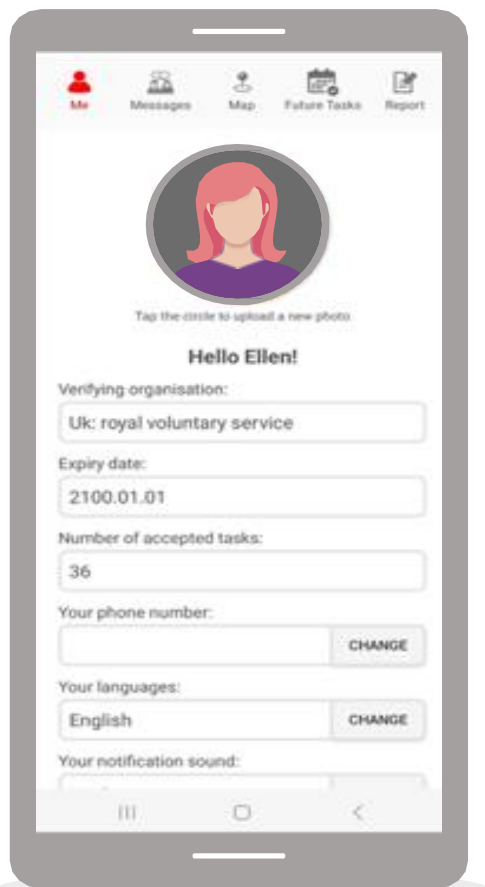 Me
Messages
Map
Future Tasks
Report
Tap the circle to upload a new photo
Hello Ellen!
Verifying organisation:
Uk: royal voluntary service
Expiry date:
2100.01.01
Number of accepted tasks:
36
Your phone number:
CHANGE
Your languages:
English
CHANGE
Your notification sound: